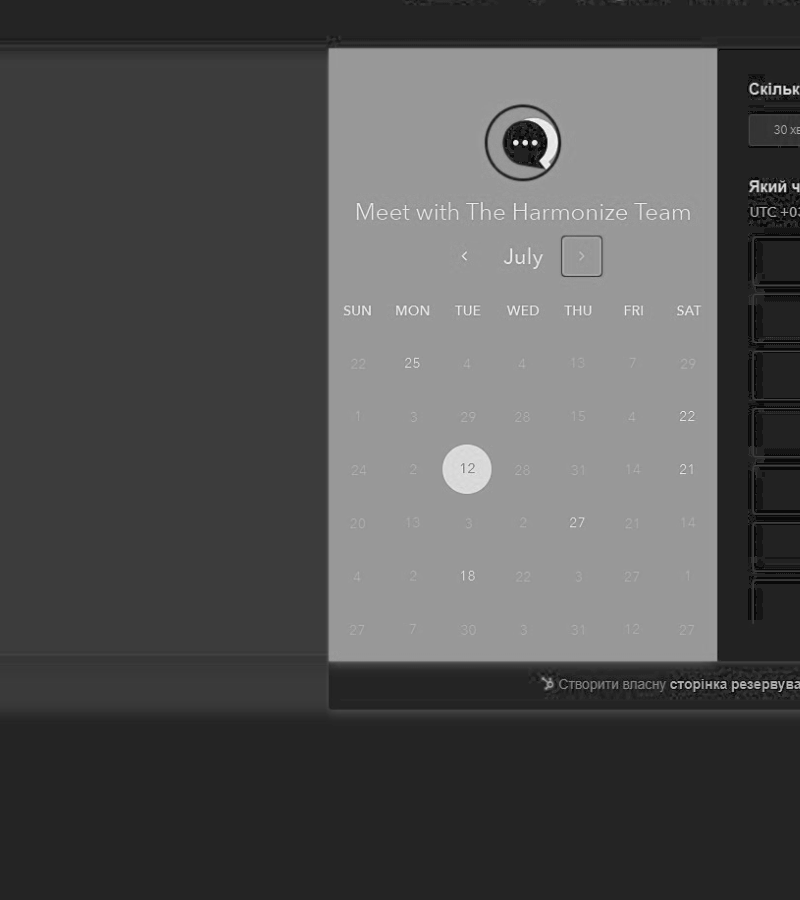 Meet with The Harmonize Team
July
SUN MON TUE WED THU FRI SAT
22 25 4 4 13 7 29
1 3 29 28 15 4 22
24 2 12 28 31 14 21
20 13 3 2 27 21 14
4 2 18 22 3 27 1
27 7 30 3 31 12 27
Скільк
30 хв
Який ч
UTC +03
Створити власну сторінка резервува